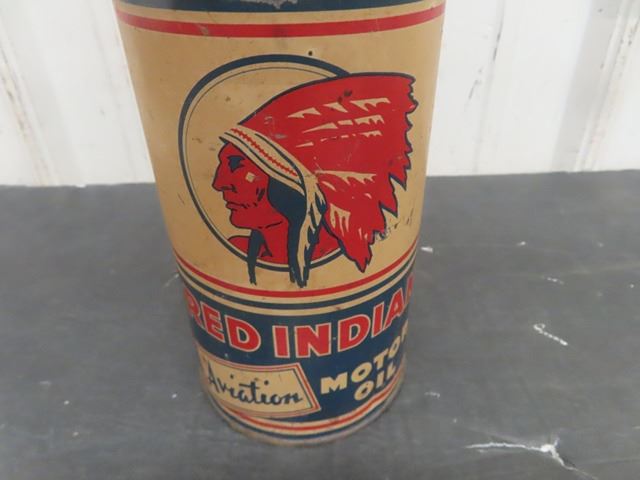 RED INDIAN
Aviation
MOTOR
OIL